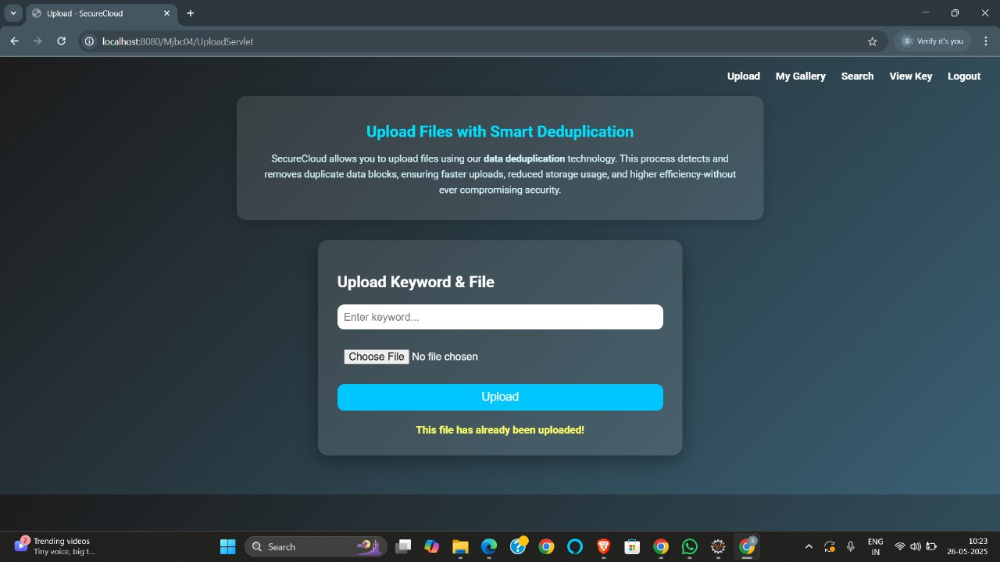 Upload - SecureCloud
localhost:8080/Mjbc04/UploadServlet
S
Verify it's you
Upload
My Gallery
Search
View Key
Logout
Upload Files with Smart Deduplication
SecureCloud allows you to upload files using our data deduplication technology. This process detects and
removes duplicate data blocks, ensuring faster uploads, reduced storage usage, and higher efficiency-without
ever compromising security.
Upload Keyword & File
Enter keyword...
Choose File No file chosen
Upload
This file has already been uploaded!
2
Trending videos
Tiny voice, big t...
Search
S
ENG
IN
10:23
26-05-2025